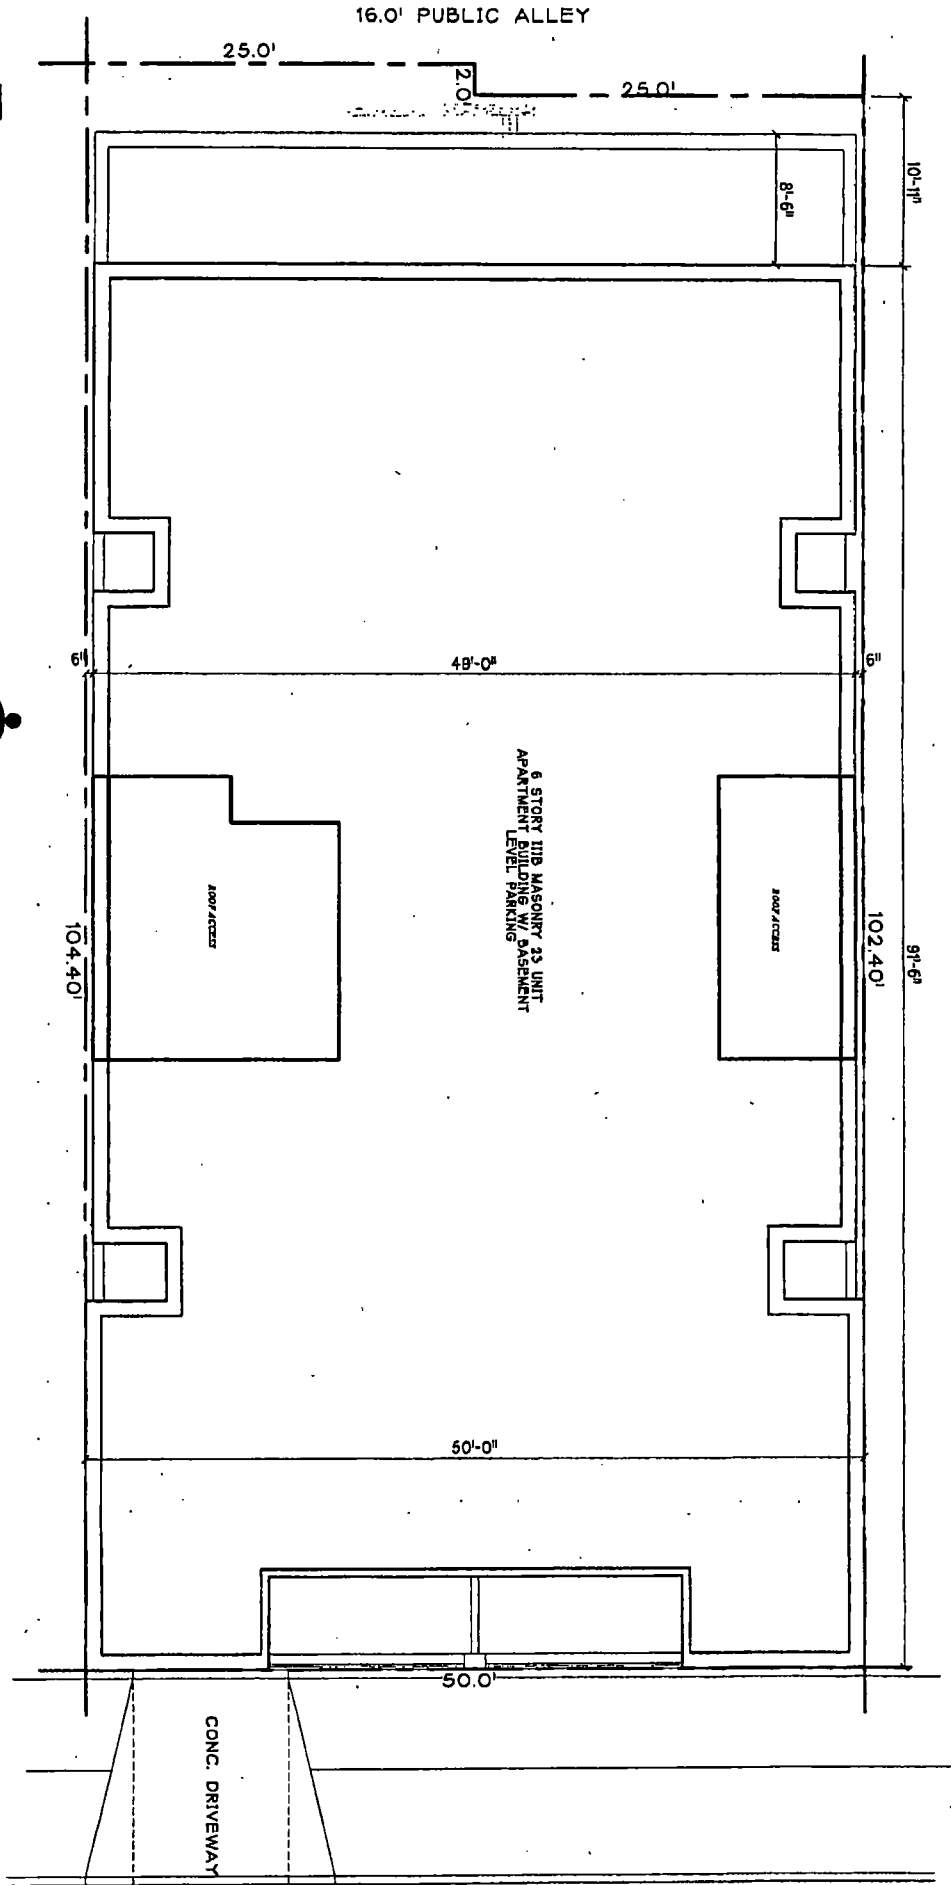 16.0' PUBLIC ALLEY
25.0'
2.0'
25.0'
10'-11"
8'-6"
6"
49'-0"
6"
6 STORY IIIB MASONRY 23 UNIT
APARTMENT BUILDING W/ BASEMENT
LEVEL PARKING
ROOF ACCESS
ROOF ACCESS
104.40'
102.40'
91'-6"
50'-0"
50.0'
CONC. DRIVEWAY